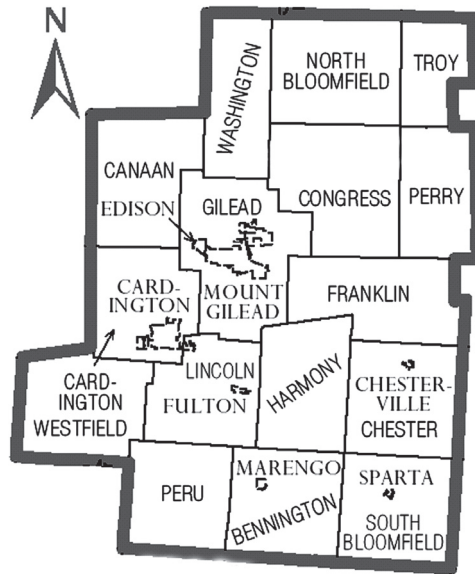 N
NORTH
BLOOMFIELD
TROY
WASHINGTON
CANAAN
CONGRESS
PERRY
EDISON
GILEAD
CARD-
INGTON
MOUNT
GILEAD
FRANKLIN
LINCOLN
HARMONY
CHESTER-
VILLE
CHESTER
CARD-
INGTON
WESTFIELD
FULTON
MARENGO
SPARTA
PERU
BENNINGTON
SOUTH
BLOOMFIELD